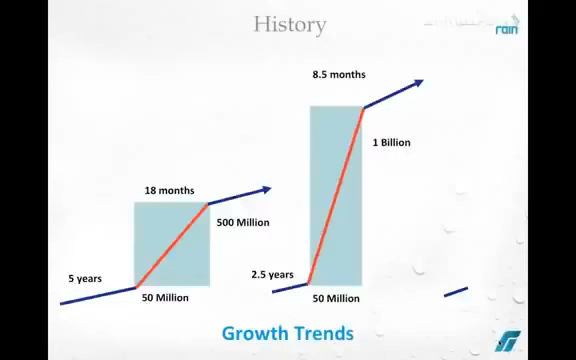 History
rain
8.5 months
1 Billion
18 months
500 Million
5 years
2.5 years
50 Million
50 Million
Growth Trends